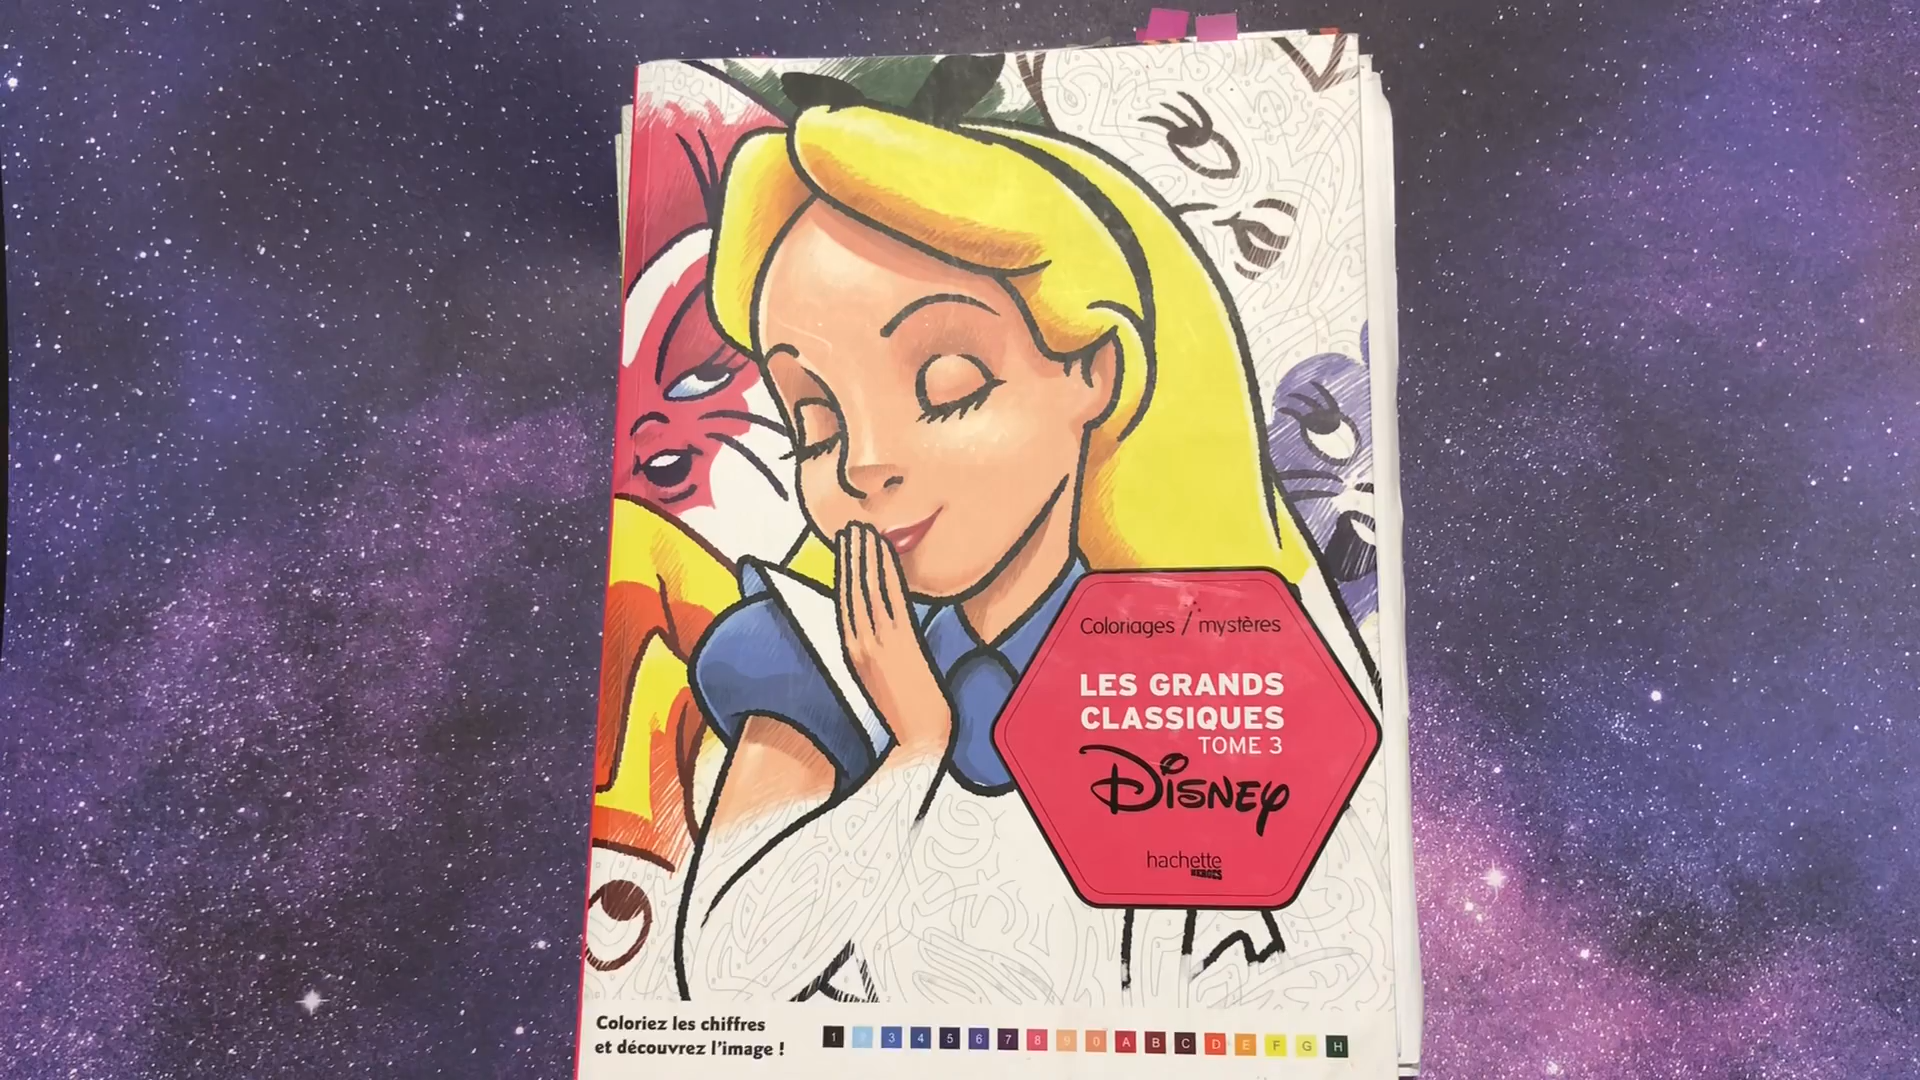 Coloriages mystères
LES GRANDS
CLASSIQUES
TOME 3
Disney
hachette
HEROES
Coloriez les chiffres
et découvrez l'image !
1 2 3 4 5 6 7 8 9 0 A B C D E F G H